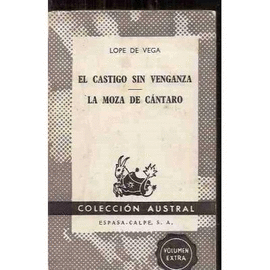 LOPE DE VEGA
EL CASTIGO SIN VENGANZA
LA MOZA DE CÁNTARO
COLECCIÓN AUSTRAL
ESPASA-CALPE, S. A.
VOLUMEN
EXTRA